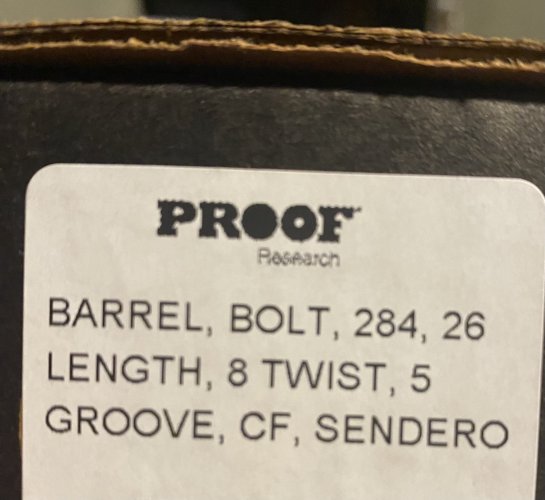 PROOF
Research
BARREL, BOLT, 284, 26
LENGTH, 8 TWIST, 5
GROOVE, CF, SENDERO